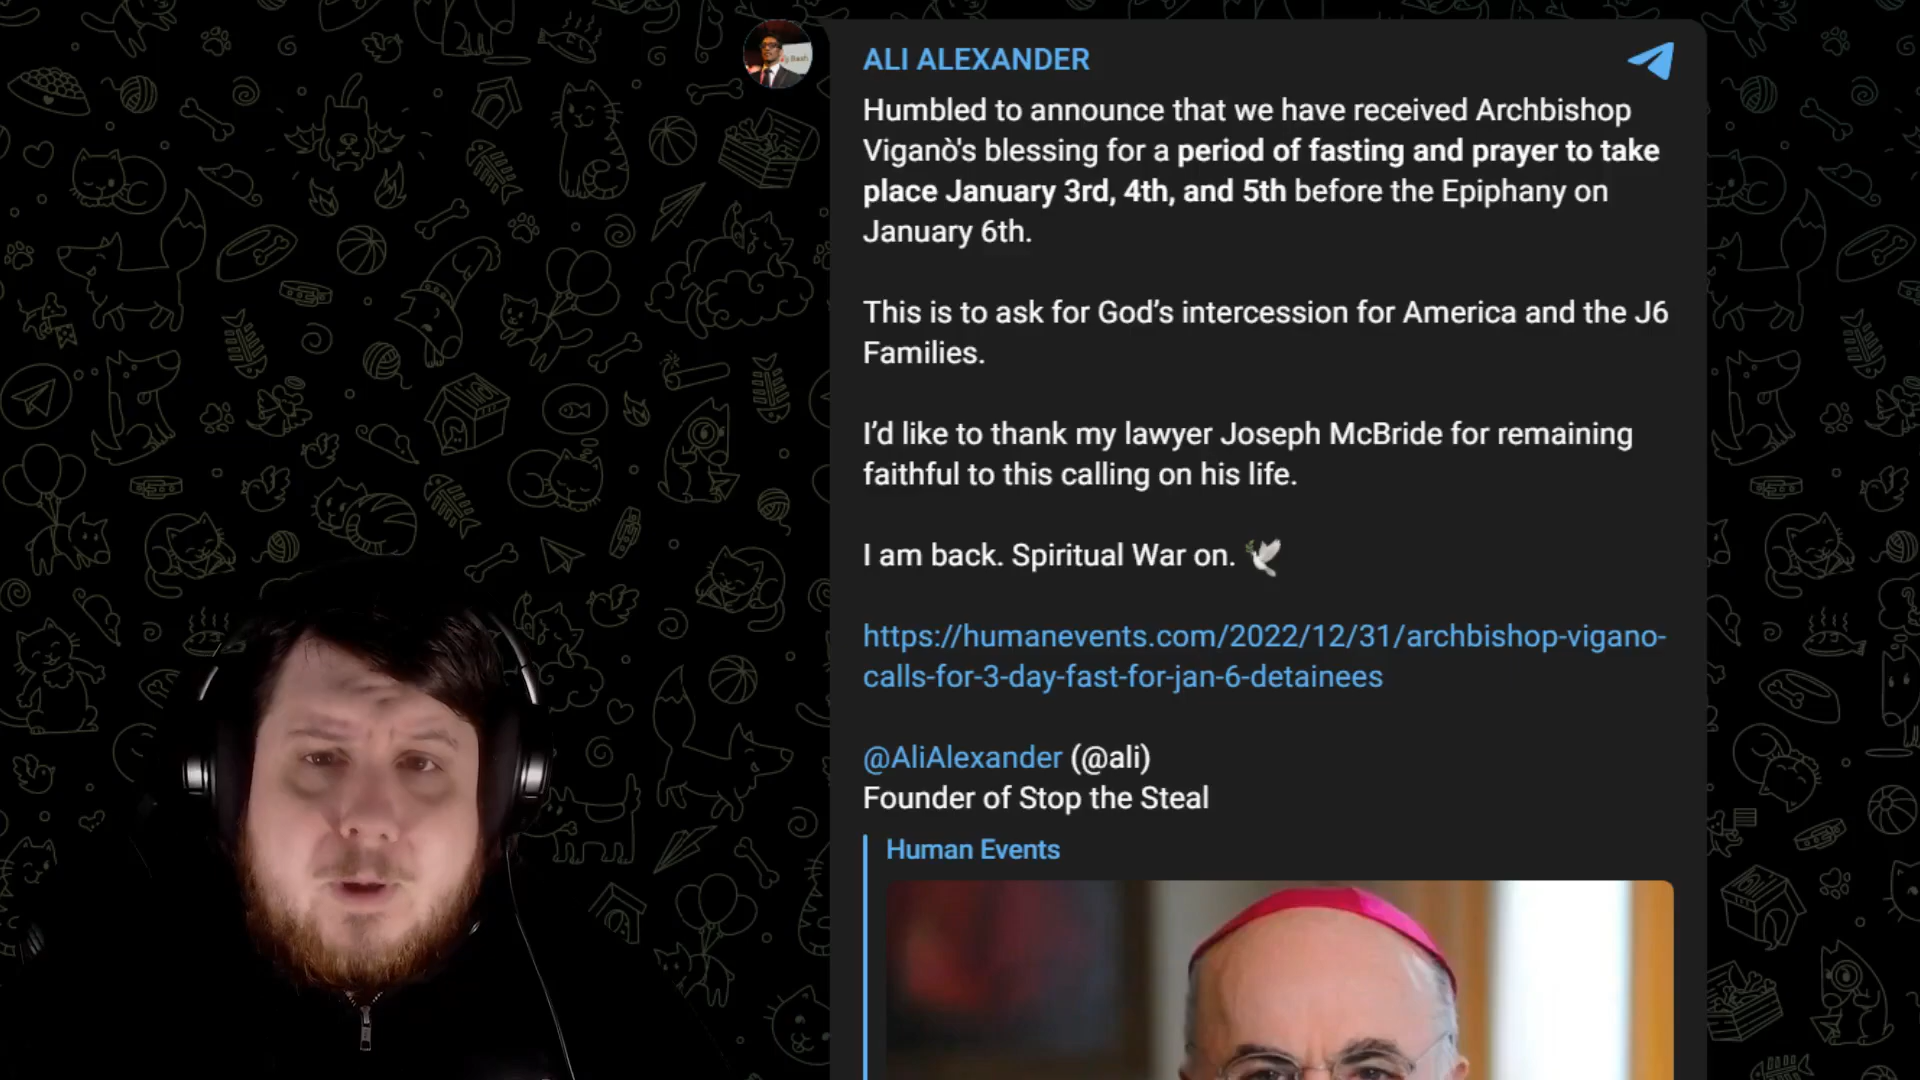 ALI ALEXANDER
Humbled to announce that we have received Archbishop
Viganò's blessing for a period of fasting and prayer to take
place January 3rd, 4th, and 5th before the Epiphany on
January 6th.
This is to ask for God’s intercession for America and the J6
Families.
I’d like to thank my lawyer Joseph McBride for remaining
faithful to this calling on his life.
I am back. Spiritual War on. 🕊
https://humanevents.com/2022/12/31/archbishop-vigano-
calls-for-3-day-fast-for-jan-6-detainees
@AliAlexander (@ali)
Founder of Stop the Steal
Human Events